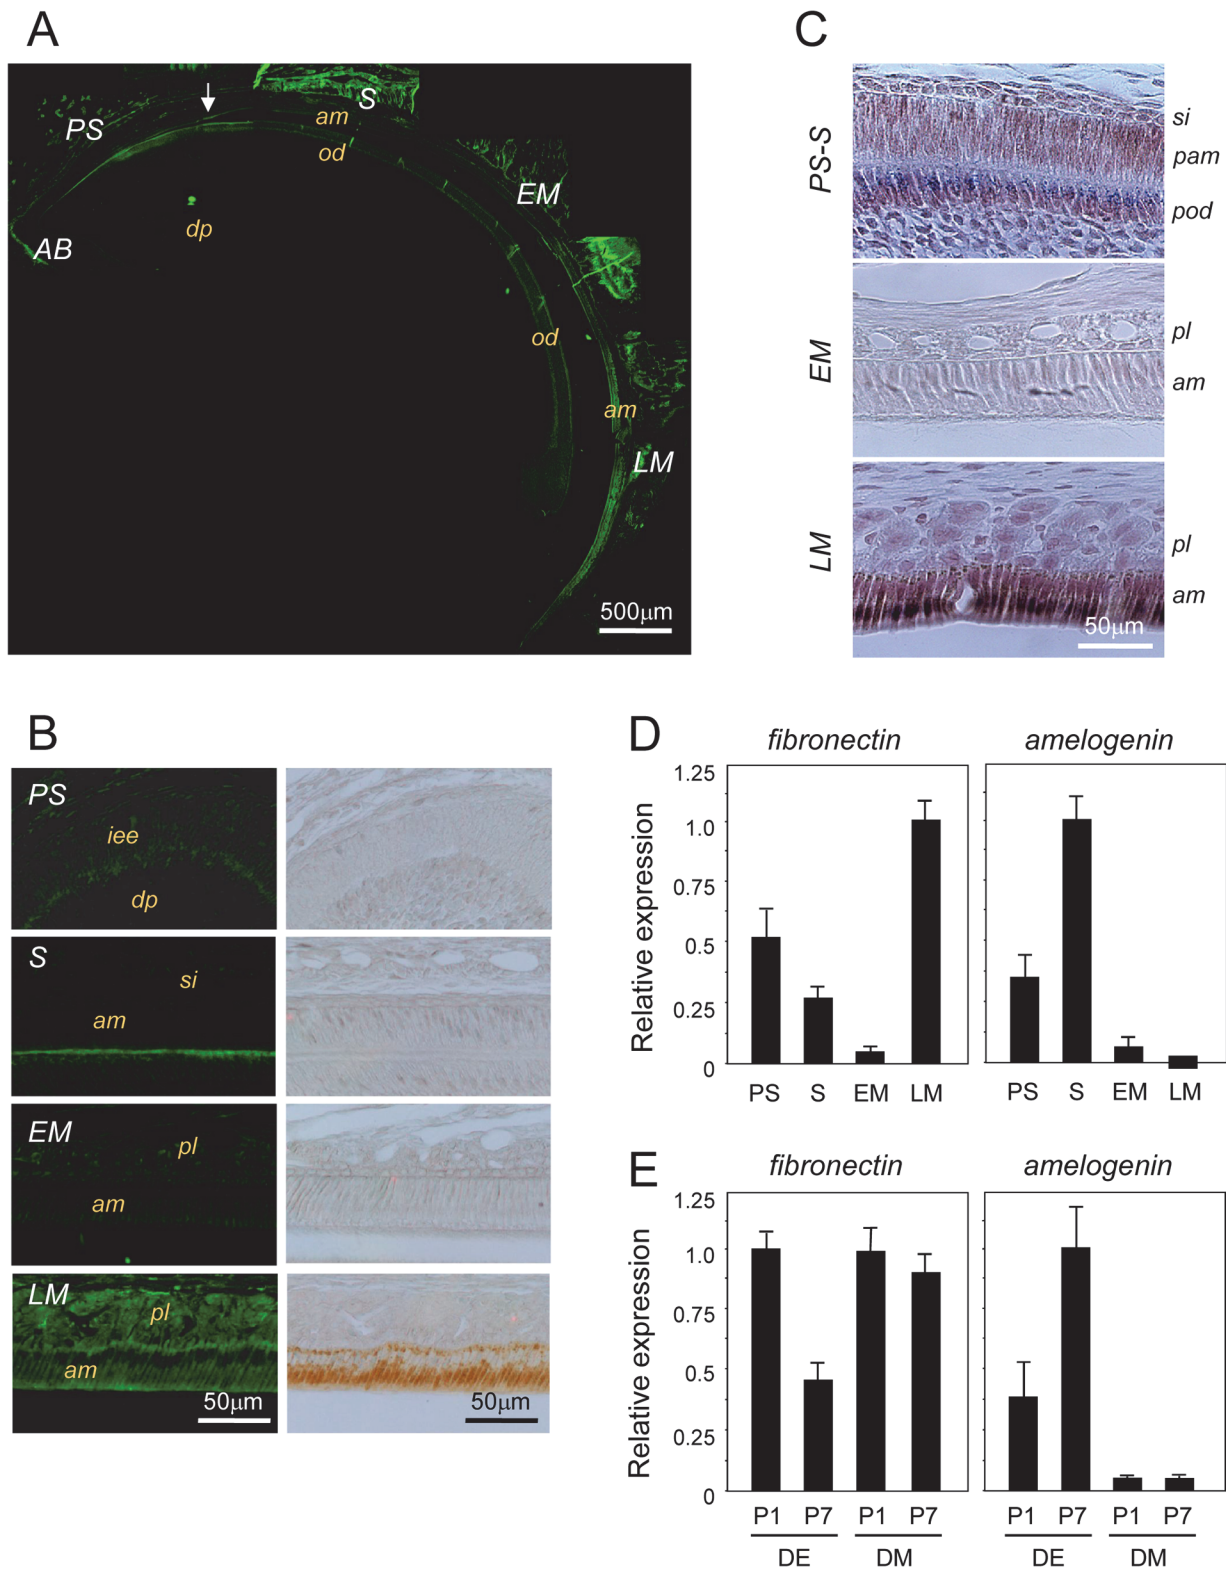 A
PS
S
am
od
EM
dp
AB
od
am
LM
500μm
C
PS-S
si
pam
pod
EM
pl
am
LM
pl
am
50μm
B
PS
iee
dp
S
si
am
EM
pl
am
LM
pl
am
50μm
50μm
D
fibronectin
amelogenin
Relative expression
1.25
1.0
0.75
0.5
0.25
0
PS S EM LM
PS S EM LM
E
fibronectin
amelogenin
Relative expression
1.25
1.0
0.75
0.5
0.25
0
P1 P7 P1 P7
DE DM
P1 P7 P1 P7
DE DM